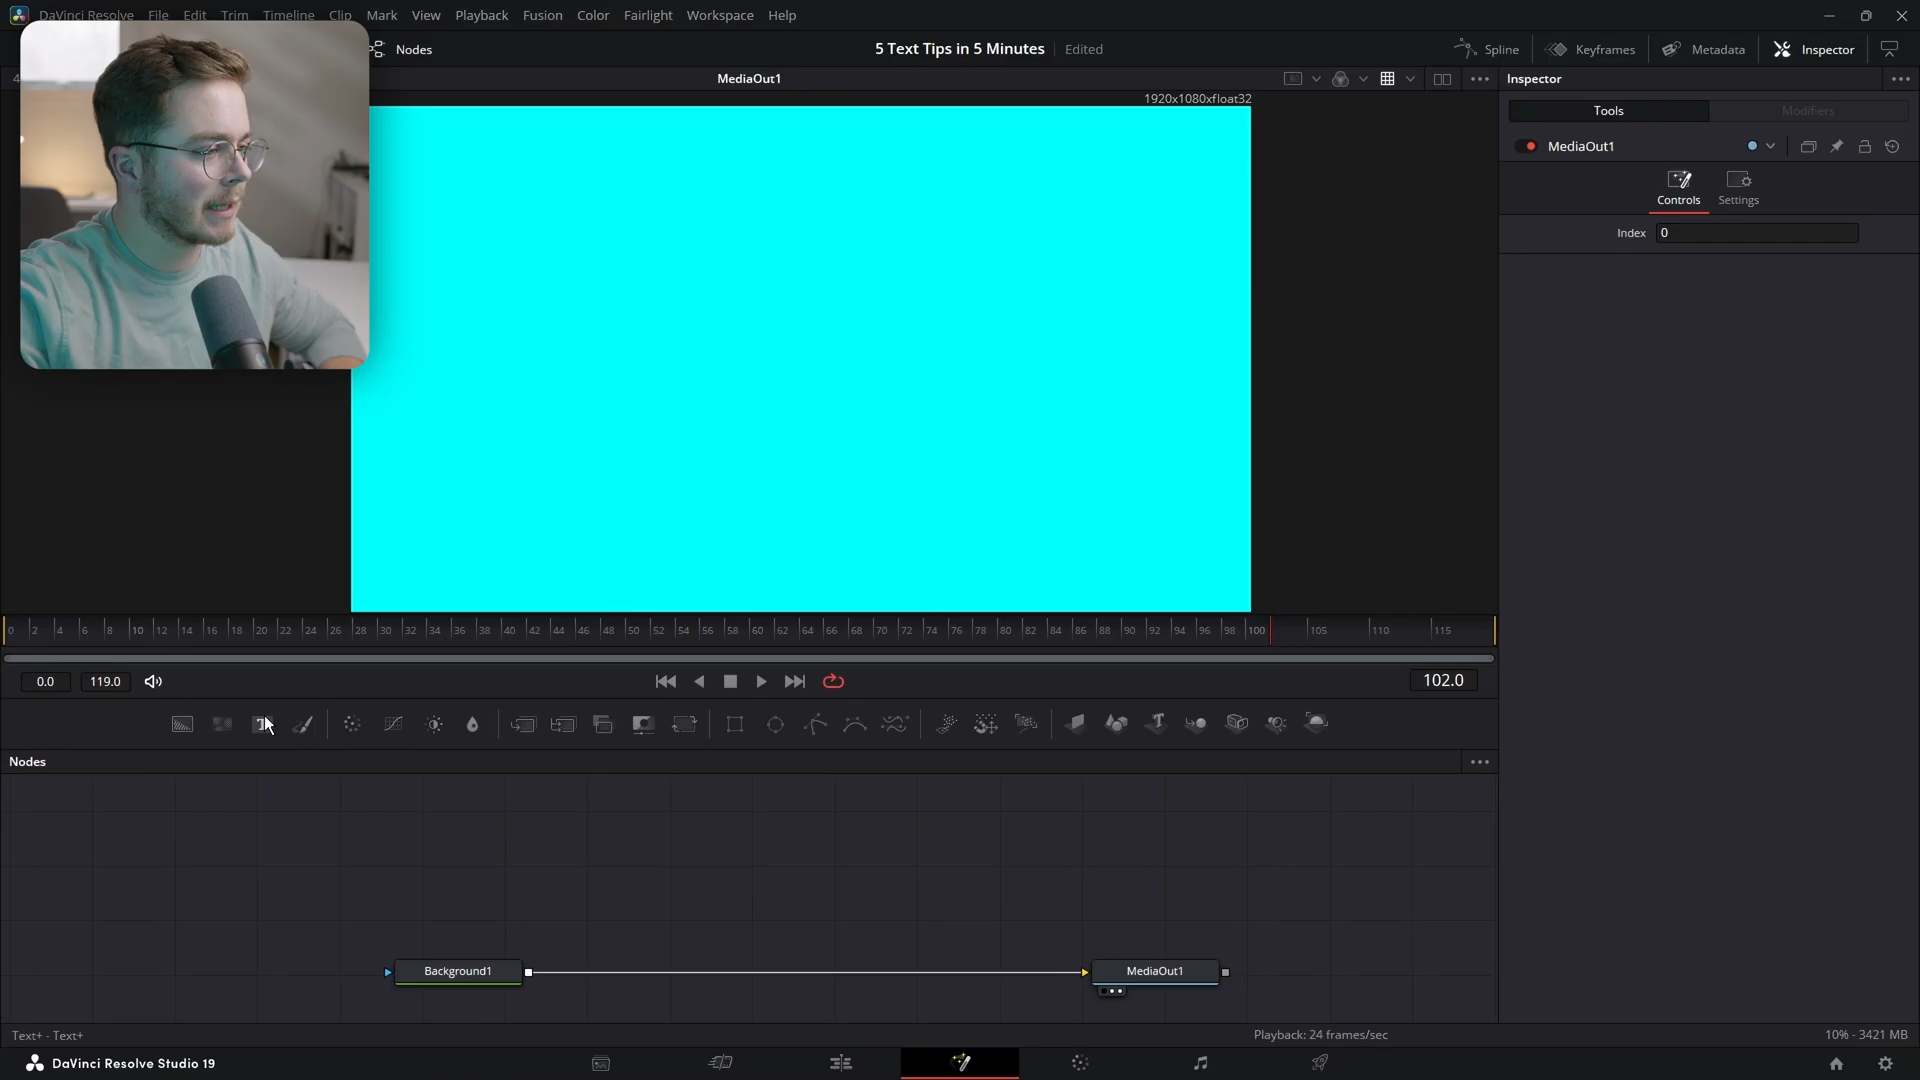 DaVinci Resolve File Edit Trim Timeline Clip Mark View Playback Fusion Color Fairlight Workspace Help
Nodes 5 Text Tips in 5 Minutes Edited Spline Keyframes Metadata Inspector
MediaOut1 Inspector
1920x1080xfloat32
Tools Modifiers
MediaOut1
Controls Settings
Index 0
0 2 4 6 8 10 12 14 16 18 20 22 24 26 28 30 32 34 36 38 40 42 44 46 48 50 52 54 56 58 60 62 64 66 68 70 72 74 76 78 80 82 84 86 88 90 92 94 96 98 100 105 110 115
0.0 119.0 102.0
Nodes
Background1 MediaOut1
Text+ - Text+ Playback: 24 frames/sec 10% - 3421 MB
DaVinci Resolve Studio 19